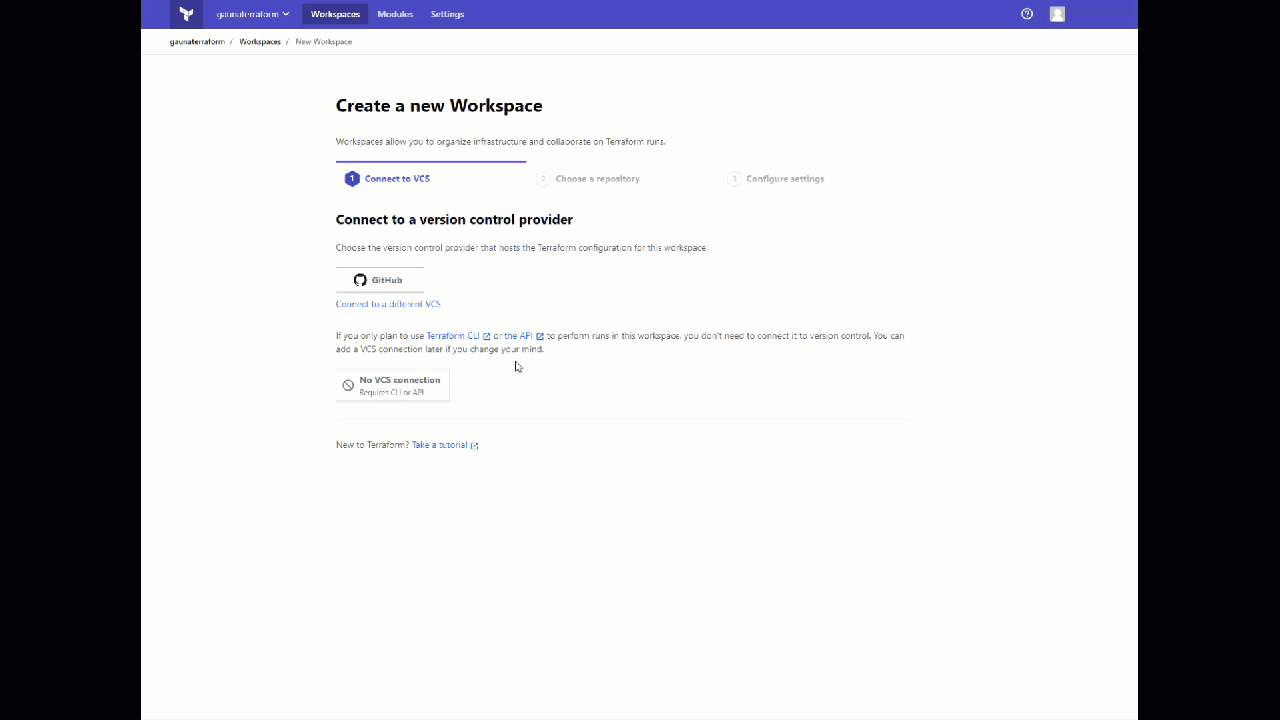 gaunaterraform Workspaces Modules Settings
gaunaterraform / Workspaces / New Workspace
Create a new Workspace
Workspaces allow you to organize infrastructure and collaborate on Terraform runs.
1 Connect to VCS 2 Choose a repository 3 Configure settings
Connect to a version control provider
Choose the version control provider that hosts the Terraform configuration for this workspace.
GitHub
Connect to a different VCS
If you only plan to use Terraform CLI or the API to perform runs in this workspace, you don't need to connect it to version control. You can
add a VCS connection later if you change your mind.
No VCS connection
Requires CLI or API
New to Terraform? Take a tutorial